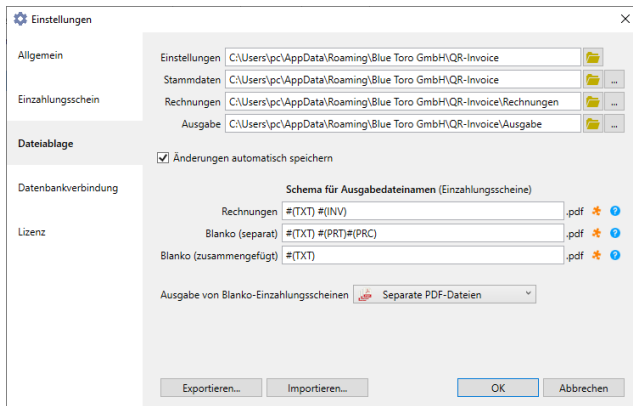 Einstellungen
Allgemein
Einzahlungsschein
Dateiablage
Datenbankverbindung
Lizenz
Einstellungen C:\Users\pc\AppData\Roaming\Blue Toro GmbH\QR-Invoice
Stammdaten C:\Users\pc\AppData\Roaming\Blue Toro GmbH\QR-Invoice ...
Rechnungen C:\Users\pc\AppData\Roaming\Blue Toro GmbH\QR-Invoice\Rechnungen ...
Ausgabe C:\Users\pc\AppData\Roaming\Blue Toro GmbH\QR-Invoice\Ausgabe ...
Änderungen automatisch speichern
Schema für Ausgabedateinamen (Einzahlungsscheine)
Rechnungen #(TXT) #(INV) .pdf ?
Blanko (separat) #(TXT) #(PRT)#(PRC) .pdf ?
Blanko (zusammengefügt) #(TXT) .pdf ?
Ausgabe von Blanko-Einzahlungsscheinen Separate PDF-Dateien
Exportieren... Importieren... OK Abbrechen